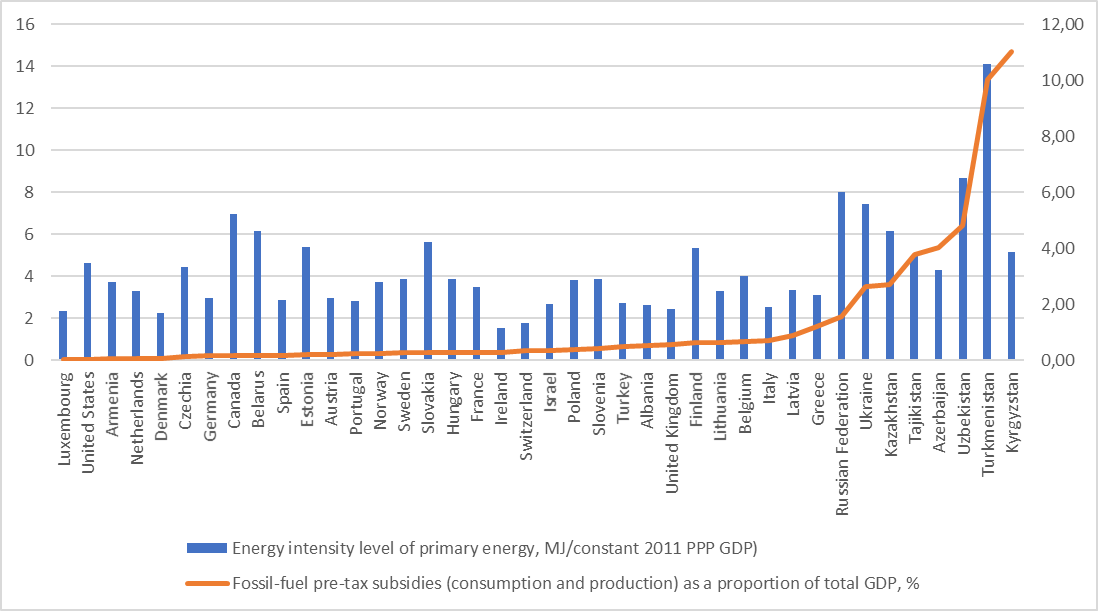 16
14
12
10
8
6
4
2
0
12,00
10,00
8,00
6,00
4,00
2,00
0,00
Luxembourg
United States
Armenia
Netherlands
Denmark
Czechia
Germany
Canada
Belarus
Spain
Estonia
Austria
Portugal
Norway
Sweden
Slovakia
Hungary
France
Ireland
Switzerland
Israel
Poland
Slovenia
Turkey
Albania
United Kingdom
Finland
Lithuania
Belgium
Italy
Latvia
Greece
Russian Federation
Ukraine
Kazakhstan
Tajikistan
Azerbaijan
Uzbekistan
Turkmenistan
Kyrgyzstan
Energy intensity level of primary energy, MJ/constant 2011 PPP GDP)
Fossil-fuel pre-tax subsidies (consumption and production) as a proportion of total GDP, %